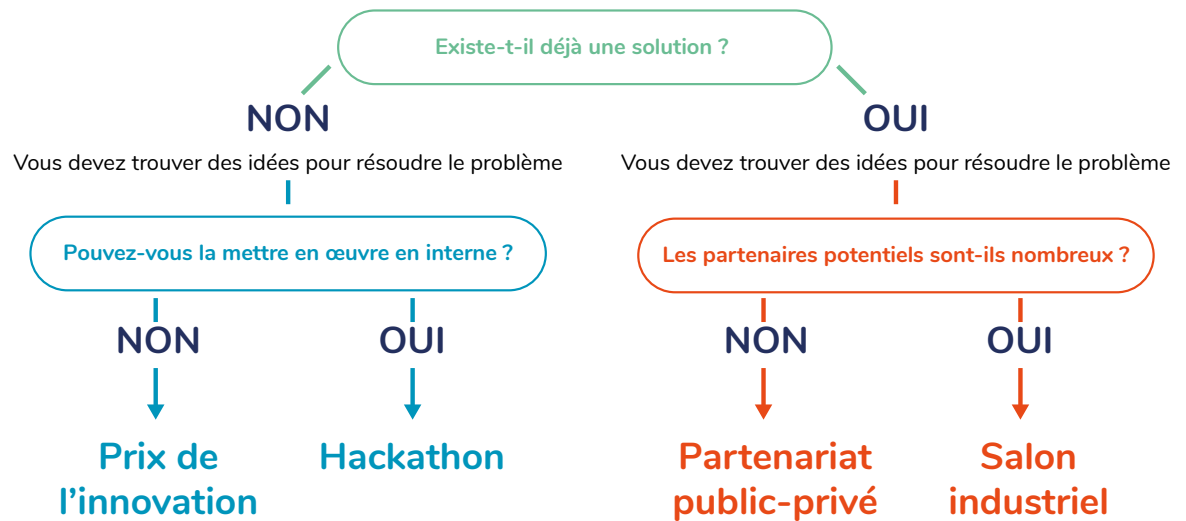 Existe-t-il déjà une solution ?
NON
OUI
Vous devez trouver des idées pour résoudre le problème
Vous devez trouver des idées pour résoudre le problème
Pouvez-vous la mettre en œuvre en interne ?
Les partenaires potentiels sont-ils nombreux ?
NON
OUI
NON
OUI
Prix de
l’innovation
Hackathon
Partenariat
public-privé
Salon
industriel